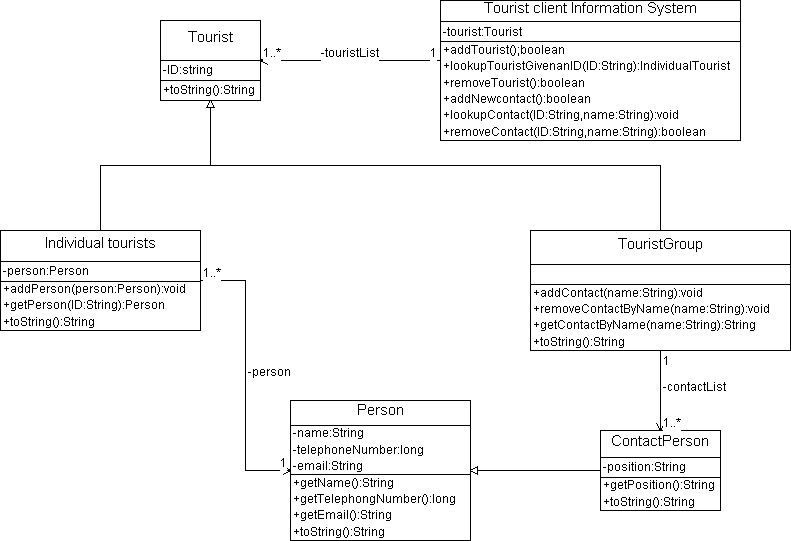 Tourist
-ID:string
+toString():String
1..*
-touristList
1
Tourist client Information System
-tourist:Tourist
+addTourist();boolean
+lookupTouristGivenanID(ID:String):IndividualTourist
+removeTourist():boolean
+addNewcontact():boolean
+lookupContact(ID:String,name:String):void
+removeContact(ID:String,name:String):boolean
Individual tourists
-person:Person
+addPerson(person:Person):void
+getPerson(ID:String):Person
+toString():String
1..*
-person
1
TouristGroup
+addContact(name:String):void
+removeContactByName(name:String):void
+getContactByName(name:String):String
+toString():String
1
-contactList
1..*
Person
-name:String
-telephoneNumber:long
-email:String
+getName():String
+getTelephongNumber():long
+getEmail():String
+toString():String
ContactPerson
-position:String
+getPosition():String
+toString():String